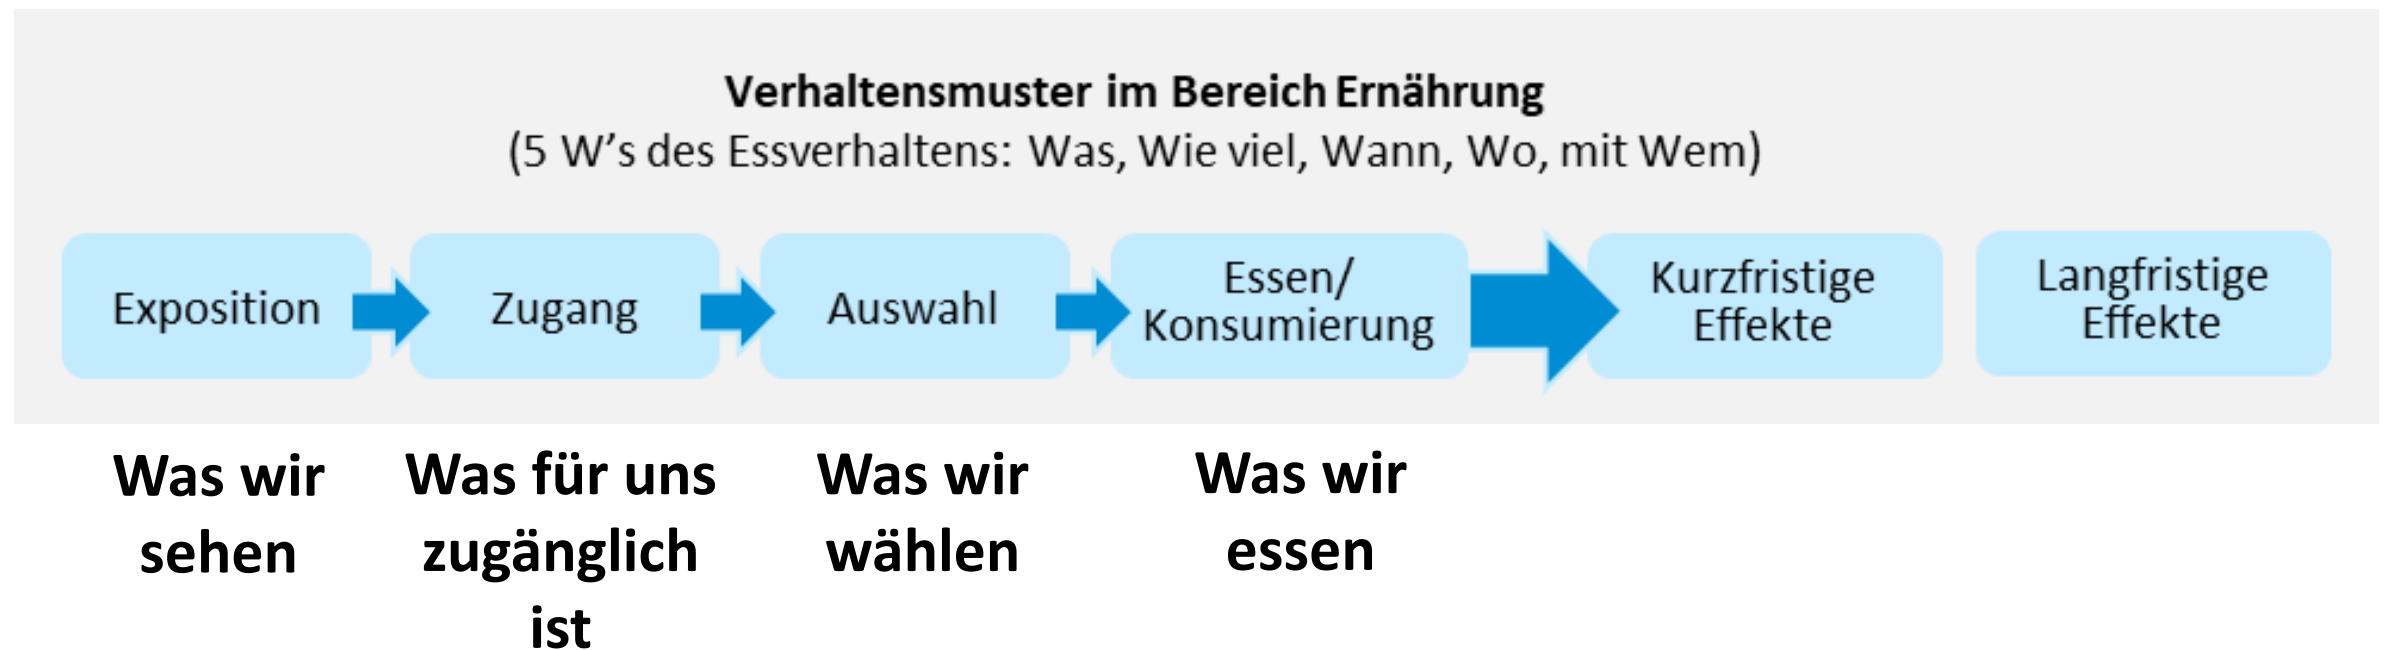 Verhaltensmuster im Bereich Ernährung
(5 W’s des Essverhaltens: Was, Wie viel, Wann, Wo, mit Wem)
Exposition
Zugang
Auswahl
Essen/
Konsumierung
Kurzfristige
Effekte
Langfristige
Effekte
Was wir
sehen
Was für uns
zugänglich
ist
Was wir
wählen
Was wir
essen